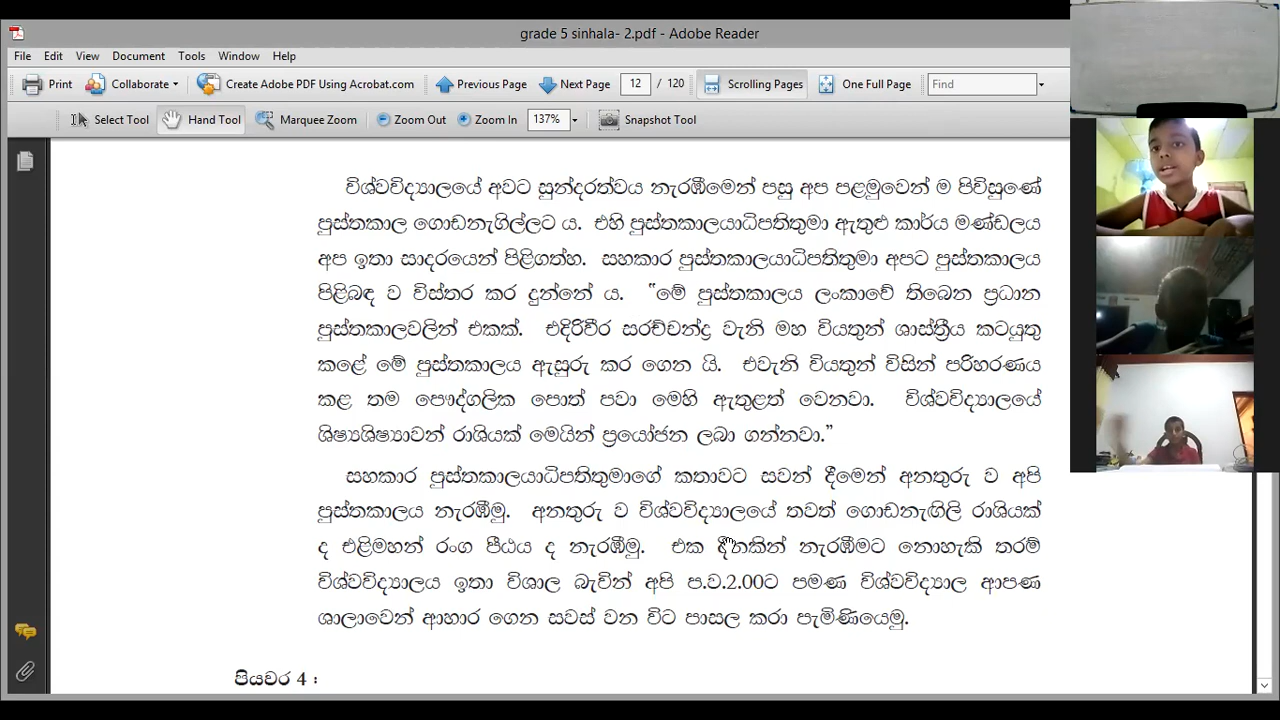 grade 5 sinhala- 2.pdf - Adobe Reader
File Edit View Document Tools Window Help
Print Collaborate Create Adobe PDF Using Acrobat.com Previous Page Next Page 12 / 120 Scrolling Pages One Full Page Find
Select Tool Hand Tool Marquee Zoom Zoom Out Zoom In 137% Snapshot Tool
විශ්වවිද්‍යාලයේ අවට සුන්දරත්වය නැරඹීමෙන් පසු අප පළමුවෙන් ම පිවිසුණේ
පුස්තකාල ගොඩනැගිල්ලට ය. එහි පුස්තකාලයාධිපතිතුමා ඇතුළු කාර්ය මණ්ඩලය
අප ඉතා සාදරයෙන් පිළිගත්හ. සහකාර පුස්තකාලයාධිපතිතුමා අපට පුස්තකාලය
පිළිබඳ ව විස්තර කර දුන්නේ ය. “මේ පුස්තකාලය ලංකාවේ තිබෙන ප්‍රධාන
පුස්තකාලවලින් එකක්. එදිරිවීර සරච්චන්ද්‍ර වැනි මහ වියතුන් ශාස්ත්‍රීය කටයුතු
කළේ මේ පුස්තකාලය ඇසුරු කර ගෙන යි. එවැනි වියතුන් විසින් පරිහරණය
කළ තම පෞද්ගලික පොත් පවා මෙහි ඇතුළත් වෙනවා. විශ්වවිද්‍යාලයේ
ශිෂ්‍යශිෂ්‍යාවන් රාශියක් මෙයින් ප්‍රයෝජන ලබා ගන්නවා.”
සහකාර පුස්තකාලයාධිපතිතුමාගේ කතාවට සවන් දීමෙන් අනතුරු ව අපි
පුස්තකාලය නැරඹීමු. අනතුරු ව විශ්වවිද්‍යාලයේ තවත් ගොඩනැඟිලි රාශියක්
ද එළිමහන් රංග පීඨය ද නැරඹීමු. එක දිනකින් නැරඹීමට නොහැකි තරම්
විශ්වවිද්‍යාලය ඉතා විශාල බැවින් අපි ප.ව.2.00ට පමණ විශ්වවිද්‍යාල ආපණ
ශාලාවෙන් ආහාර ගෙන සවස් වන විට පාසල කරා පැමිණියෙමු.
පියවර 4 :